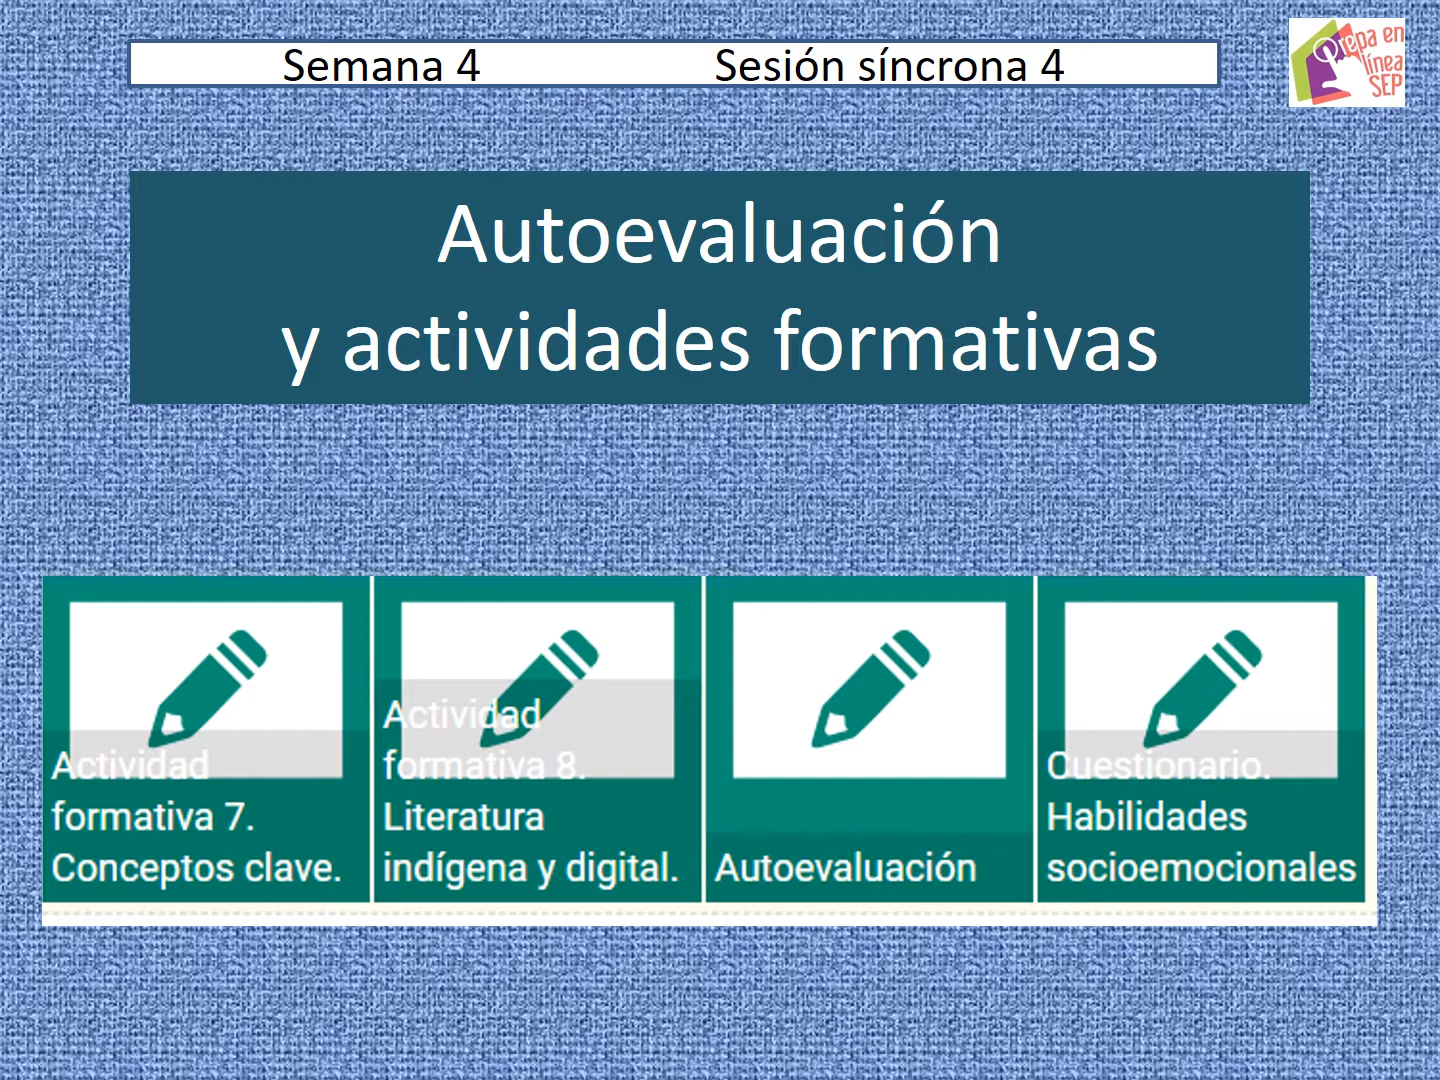 Semana 4 Sesión síncrona 4
Prepa en
línea
SEP
Autoevaluación
y actividades formativas
Actividad
formativa 7.
Conceptos clave.
Actividad
formativa 8.
Literatura
indígena y digital.
Autoevaluación
Cuestionario.
Habilidades
socioemocionales